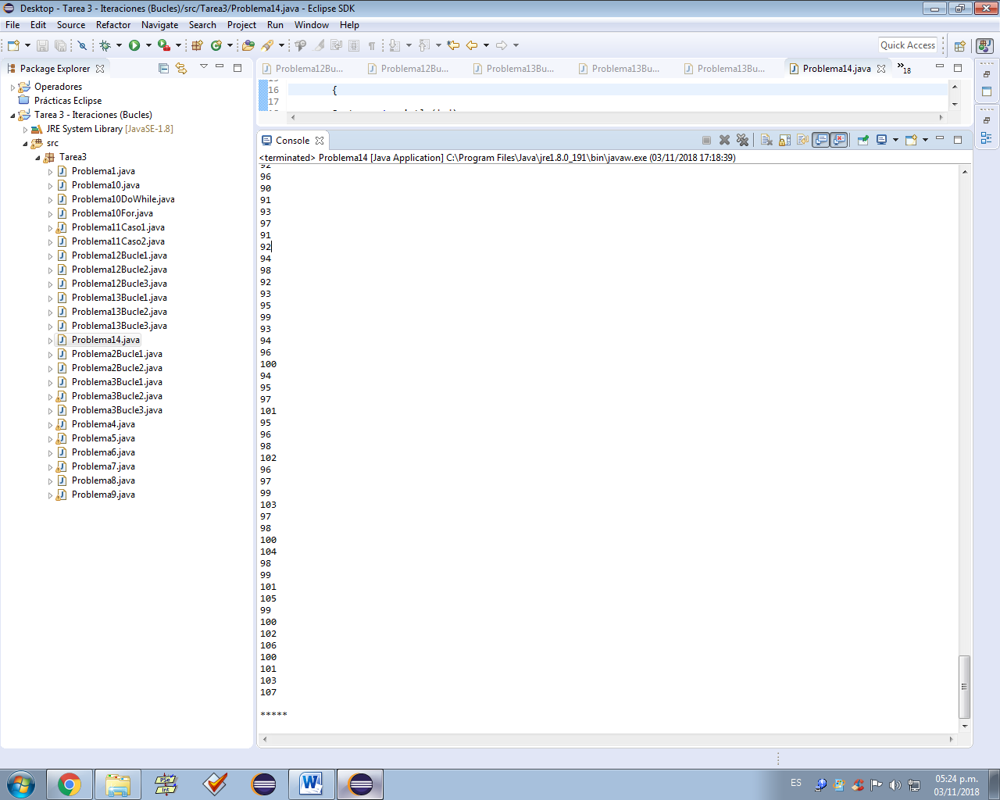 Desktop - Tarea 3 - Iteraciones (Bucles)/src/Tarea3/Problema14.java - Eclipse SDK
File Edit Source Refactor Navigate Search Project Run Window Help
Quick Access
Package Explorer
Operadores
Prácticas Eclipse
Tarea 3 - Iteraciones (Bucles)
JRE System Library [JavaSE-1.8]
src
Tarea3
Problema1.java
Problema10.java
Problema10DoWhile.java
Problema10For.java
Problema11Caso1.java
Problema11Caso2.java
Problema12Bucle1.java
Problema12Bucle2.java
Problema12Bucle3.java
Problema13Bucle1.java
Problema13Bucle2.java
Problema13Bucle3.java
Problema14.java
Problema2Bucle1.java
Problema2Bucle2.java
Problema3Bucle1.java
Problema3Bucle2.java
Problema3Bucle3.java
Problema4.java
Problema5.java
Problema6.java
Problema7.java
Problema8.java
Problema9.java
Problema12Bu... Problema12Bu... Problema13Bu... Problema13Bu... Problema13Bu... Problema14.java »18
16 {
17
Console
<terminated> Problema14 [Java Application] C:\Program Files\Java\jre1.8.0_191\bin\javaw.exe (03/11/2018 17:18:39)
92
96
90
91
93
97
91
92
94
98
92
93
95
99
93
94
96
100
94
95
97
101
95
96
98
102
96
97
99
103
97
98
100
104
98
99
101
105
99
100
102
106
100
101
103
107
*****
PSe
Int
W
ES
05:24 p.m.
03/11/2018